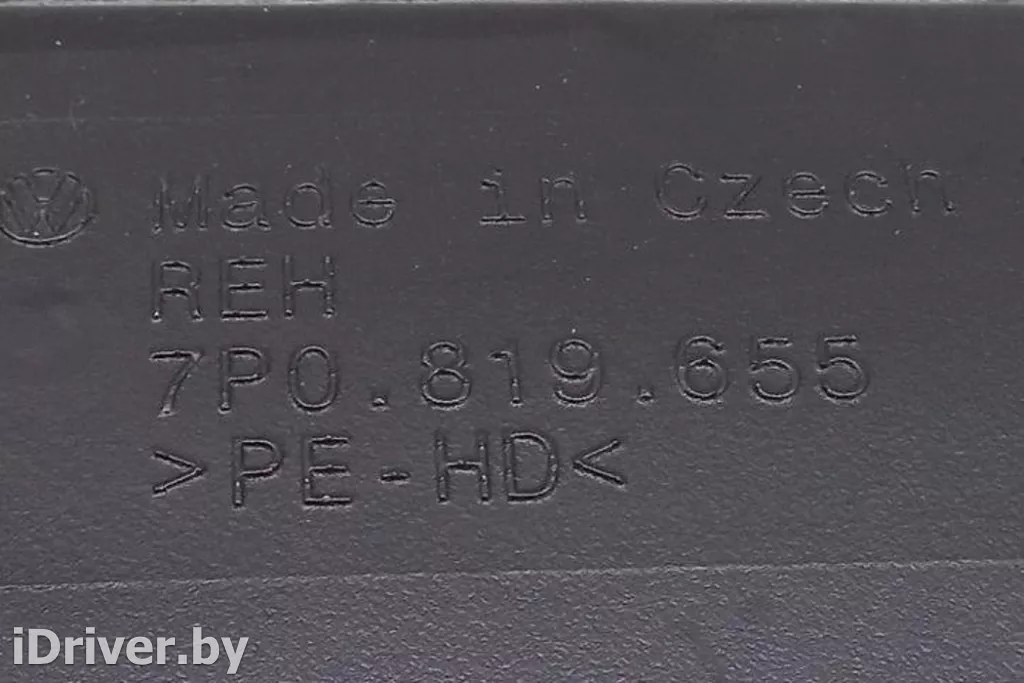 Made in Czech
REH
7P0.819.655
>PE-HD<
iDriver.by